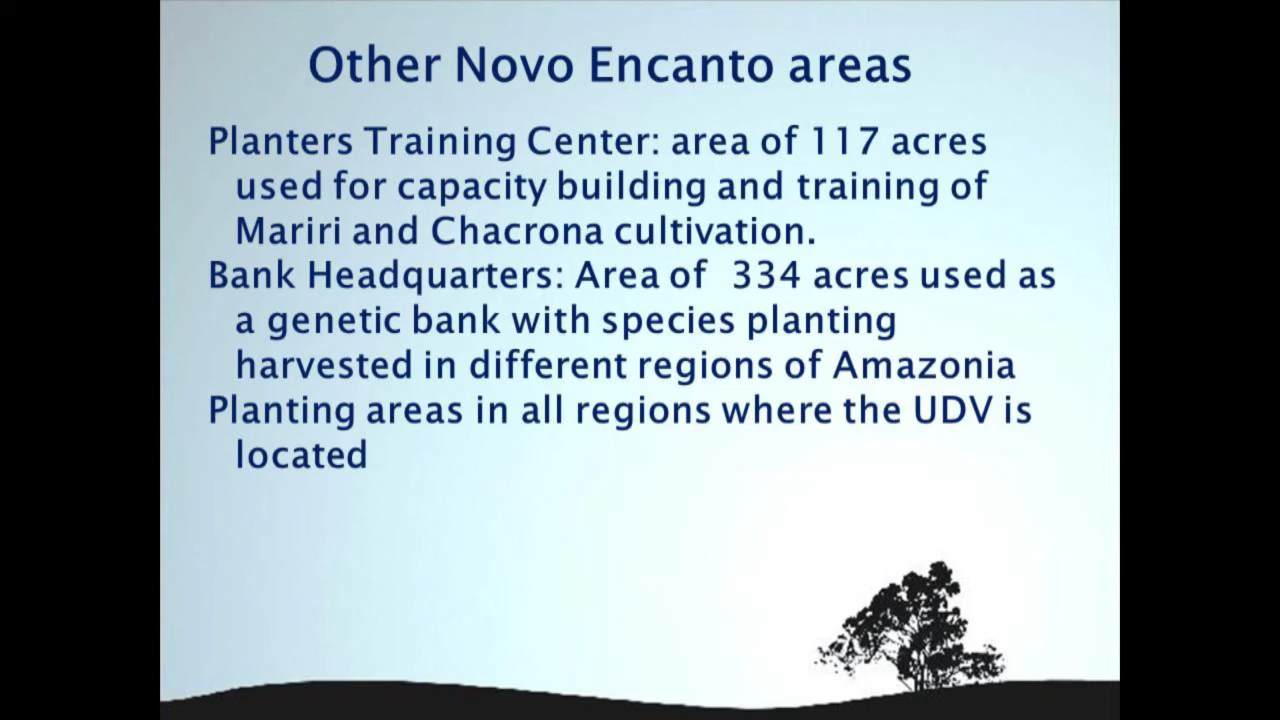 Other Novo Encanto areas
Planters Training Center: area of 117 acres
used for capacity building and training of
Mariri and Chacrona cultivation.
Bank Headquarters: Area of 334 acres used as
a genetic bank with species planting
harvested in different regions of Amazonia
Planting areas in all regions where the UDV is
located